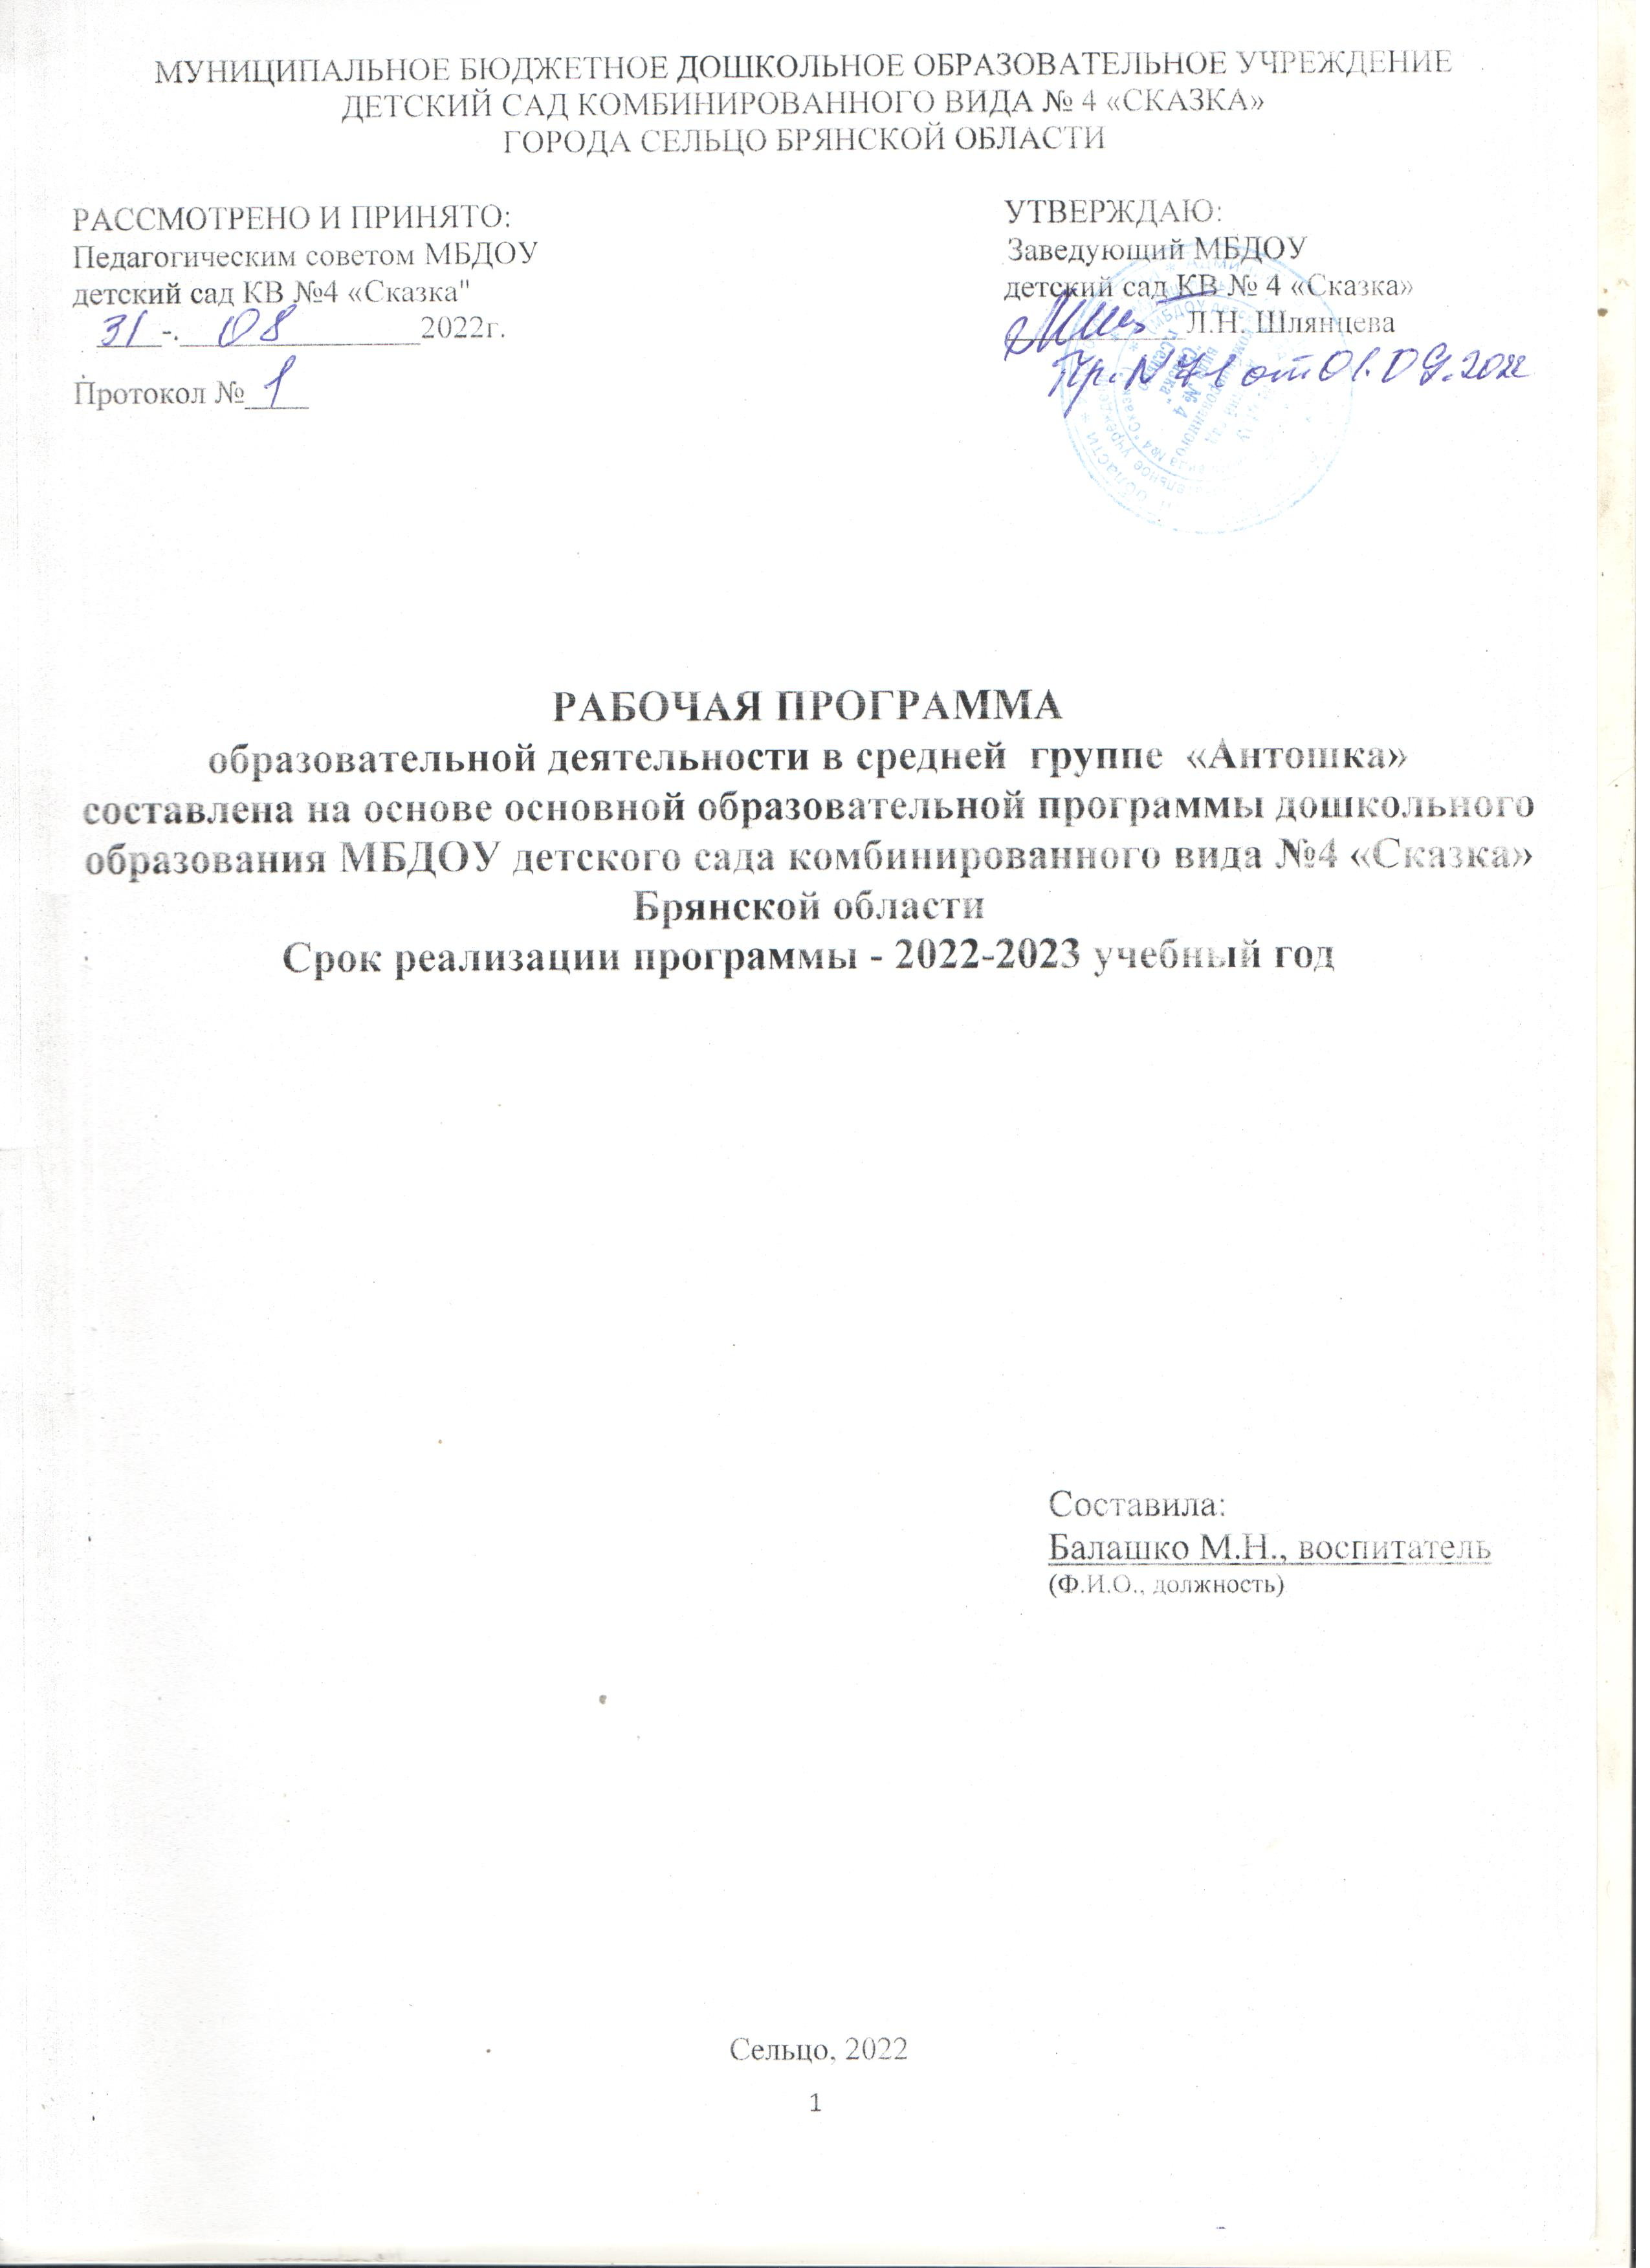 МУНИЦИПАЛЬНОЕ БЮДЖЕТНОЕ ДОШКОЛЬНОЕ ОБРАЗОВАТЕЛЬНОЕ УЧРЕЖДЕНИЕ
ДЕТСКИЙ САД КОМБИНИРОВАННОГО ВИДА № 4 «СКАЗКА»
ГОРОДА СЕЛЬЦО БРЯНСКОЙ ОБЛАСТИ
РАССМОТРЕНО И ПРИНЯТО:
Педагогическим советом МБДОУ
детский сад КВ №4 «Сказка"
31 -. 08 2022г.
Протокол № 1
УТВЕРЖДАЮ:
Заведующий МБДОУ
детский сад КВ № 4 «Сказка»
Л.Н. Шлянцева
Пр. N 71 от 01.09.2022
РАБОЧАЯ ПРОГРАММА
образовательной деятельности в средней группе «Антошка»
составлена на основе основной образовательной программы дошкольного
образования МБДОУ детского сада комбинированного вида №4 «Сказка»
Брянской области
Срок реализации программы - 2022-2023 учебный год
Составила:
Балашко М.Н., воспитатель
(Ф.И.О., должность)
Сельцо, 2022
1